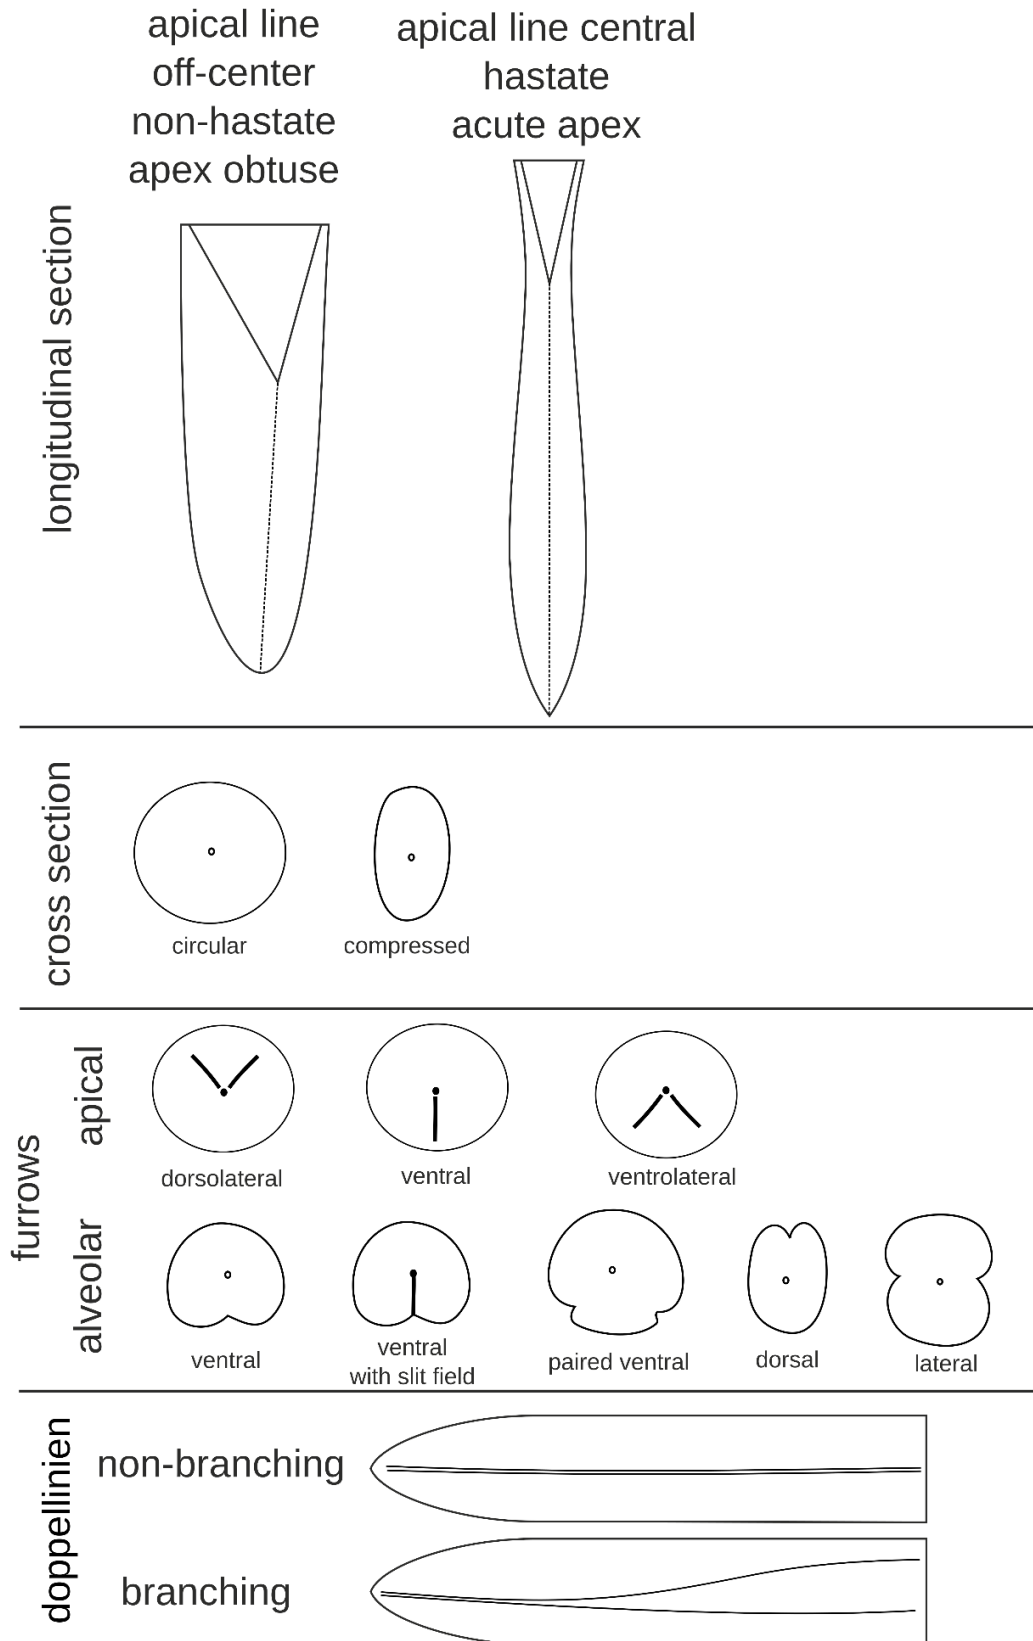 apical line
off-center
non-hastate
apex obtuse
apical line central
hastate
acute apex
longitudinal section
cross section
circular
compressed
furrows
apical
dorsolateral
ventral
ventrolateral
alveolar
ventral
ventral
with slit field
paired ventral
dorsal
lateral
doppellinien
non-branching
branching